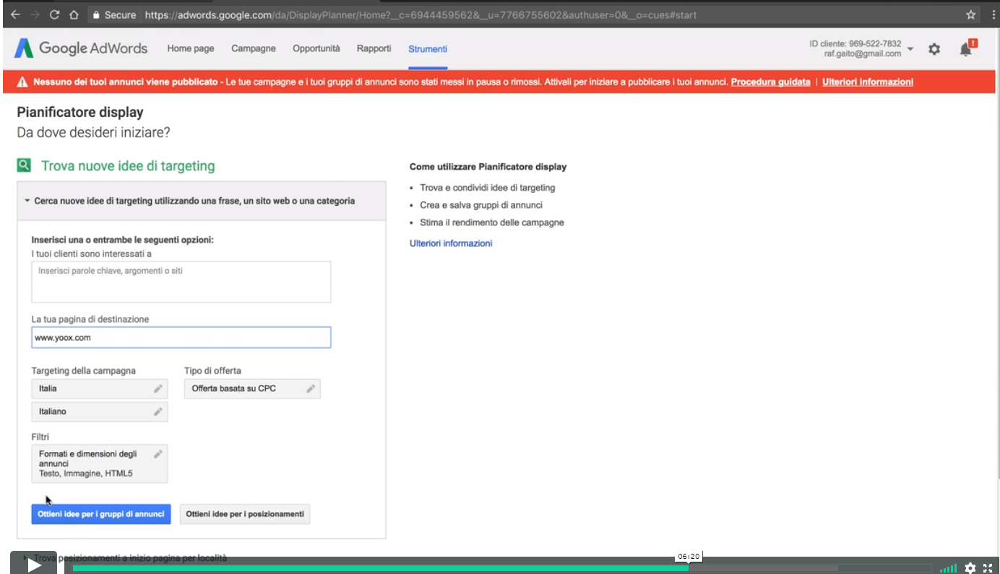 Secure https://adwords.google.com/da/DisplayPlanner/Home?__c=6944459562&__u=7766755602&authuser=0&__o=cues#start
Google AdWords Home page Campagne Opportunità Rapporti Strumenti
ID cliente: 969-522-7832
raf.gaito@gmail.com
!
Nessuno dei tuoi annunci viene pubblicato - Le tue campagne e i tuoi gruppi di annunci sono stati messi in pausa o rimossi. Attivali per iniziare a pubblicare i tuoi annunci. Procedura guidata | Ulteriori informazioni
Pianificatore display
Da dove desideri iniziare?
Trova nuove idee di targeting
Cerca nuove idee di targeting utilizzando una frase, un sito web o una categoria
Inserisci una o entrambe le seguenti opzioni:
I tuoi clienti sono interessati a
Inserisci parole chiave, argomenti o siti
La tua pagina di destinazione
www.yoox.com
Targeting della campagna
Italia
Italiano
Tipo di offerta
Offerta basata su CPC
Filtri
Formati e dimensioni degli
annunci
Testo, Immagine, HTML5
Ottieni idee per i gruppi di annunci
Ottieni idee per i posizionamenti
Trova posizionamenti a inizio pagina per località
Come utilizzare Pianificatore display
• Trova e condividi idee di targeting
• Crea e salva gruppi di annunci
• Stima il rendimento delle campagne
Ulteriori informazioni
06:20